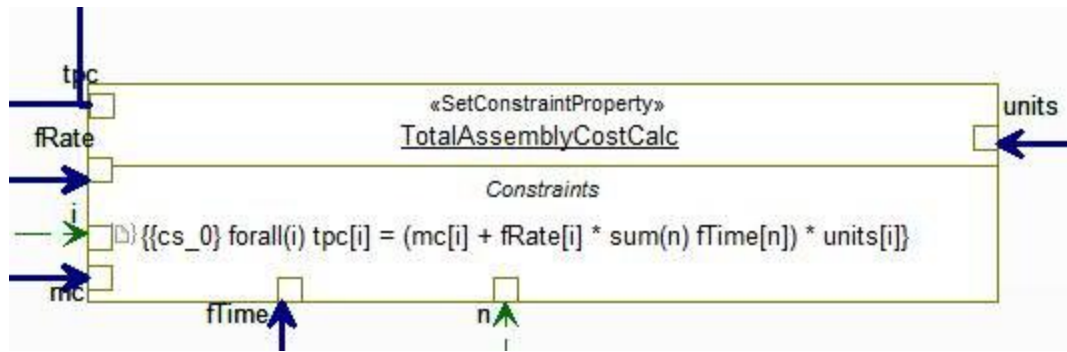 tpc
«SetConstraintProperty»
units
TotalAssemblyCostCalc
fRate
Constraints
i
{{cs_0} forall(i) tpc[i] = (mc[i] + fRate[i] * sum(n) fTime[n]) * units[i]}
mc
fTime
n